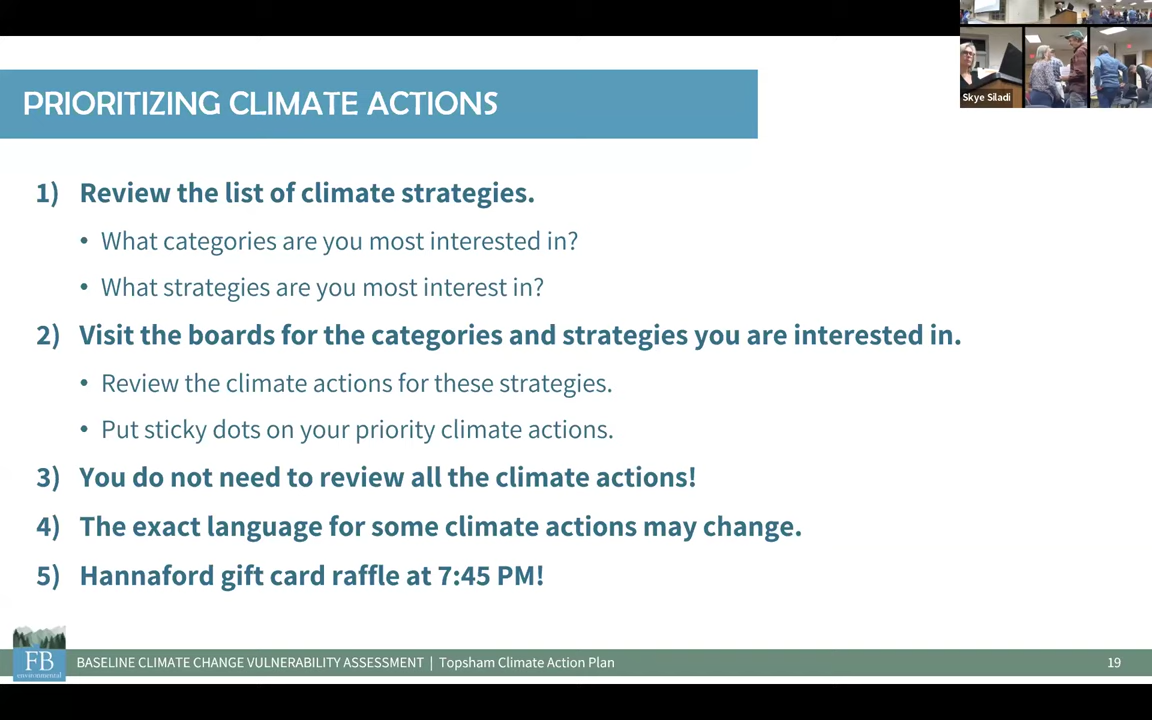 PRIORITIZING CLIMATE ACTIONS
Skye Siladi
1) Review the list of climate strategies.
• What categories are you most interested in?
• What strategies are you most interest in?
2) Visit the boards for the categories and strategies you are interested in.
• Review the climate actions for these strategies.
• Put sticky dots on your priority climate actions.
3) You do not need to review all the climate actions!
4) The exact language for some climate actions may change.
5) Hannaford gift card raffle at 7:45 PM!
FB
environmental
BASELINE CLIMATE CHANGE VULNERABILITY ASSESSMENT | Topsham Climate Action Plan
19